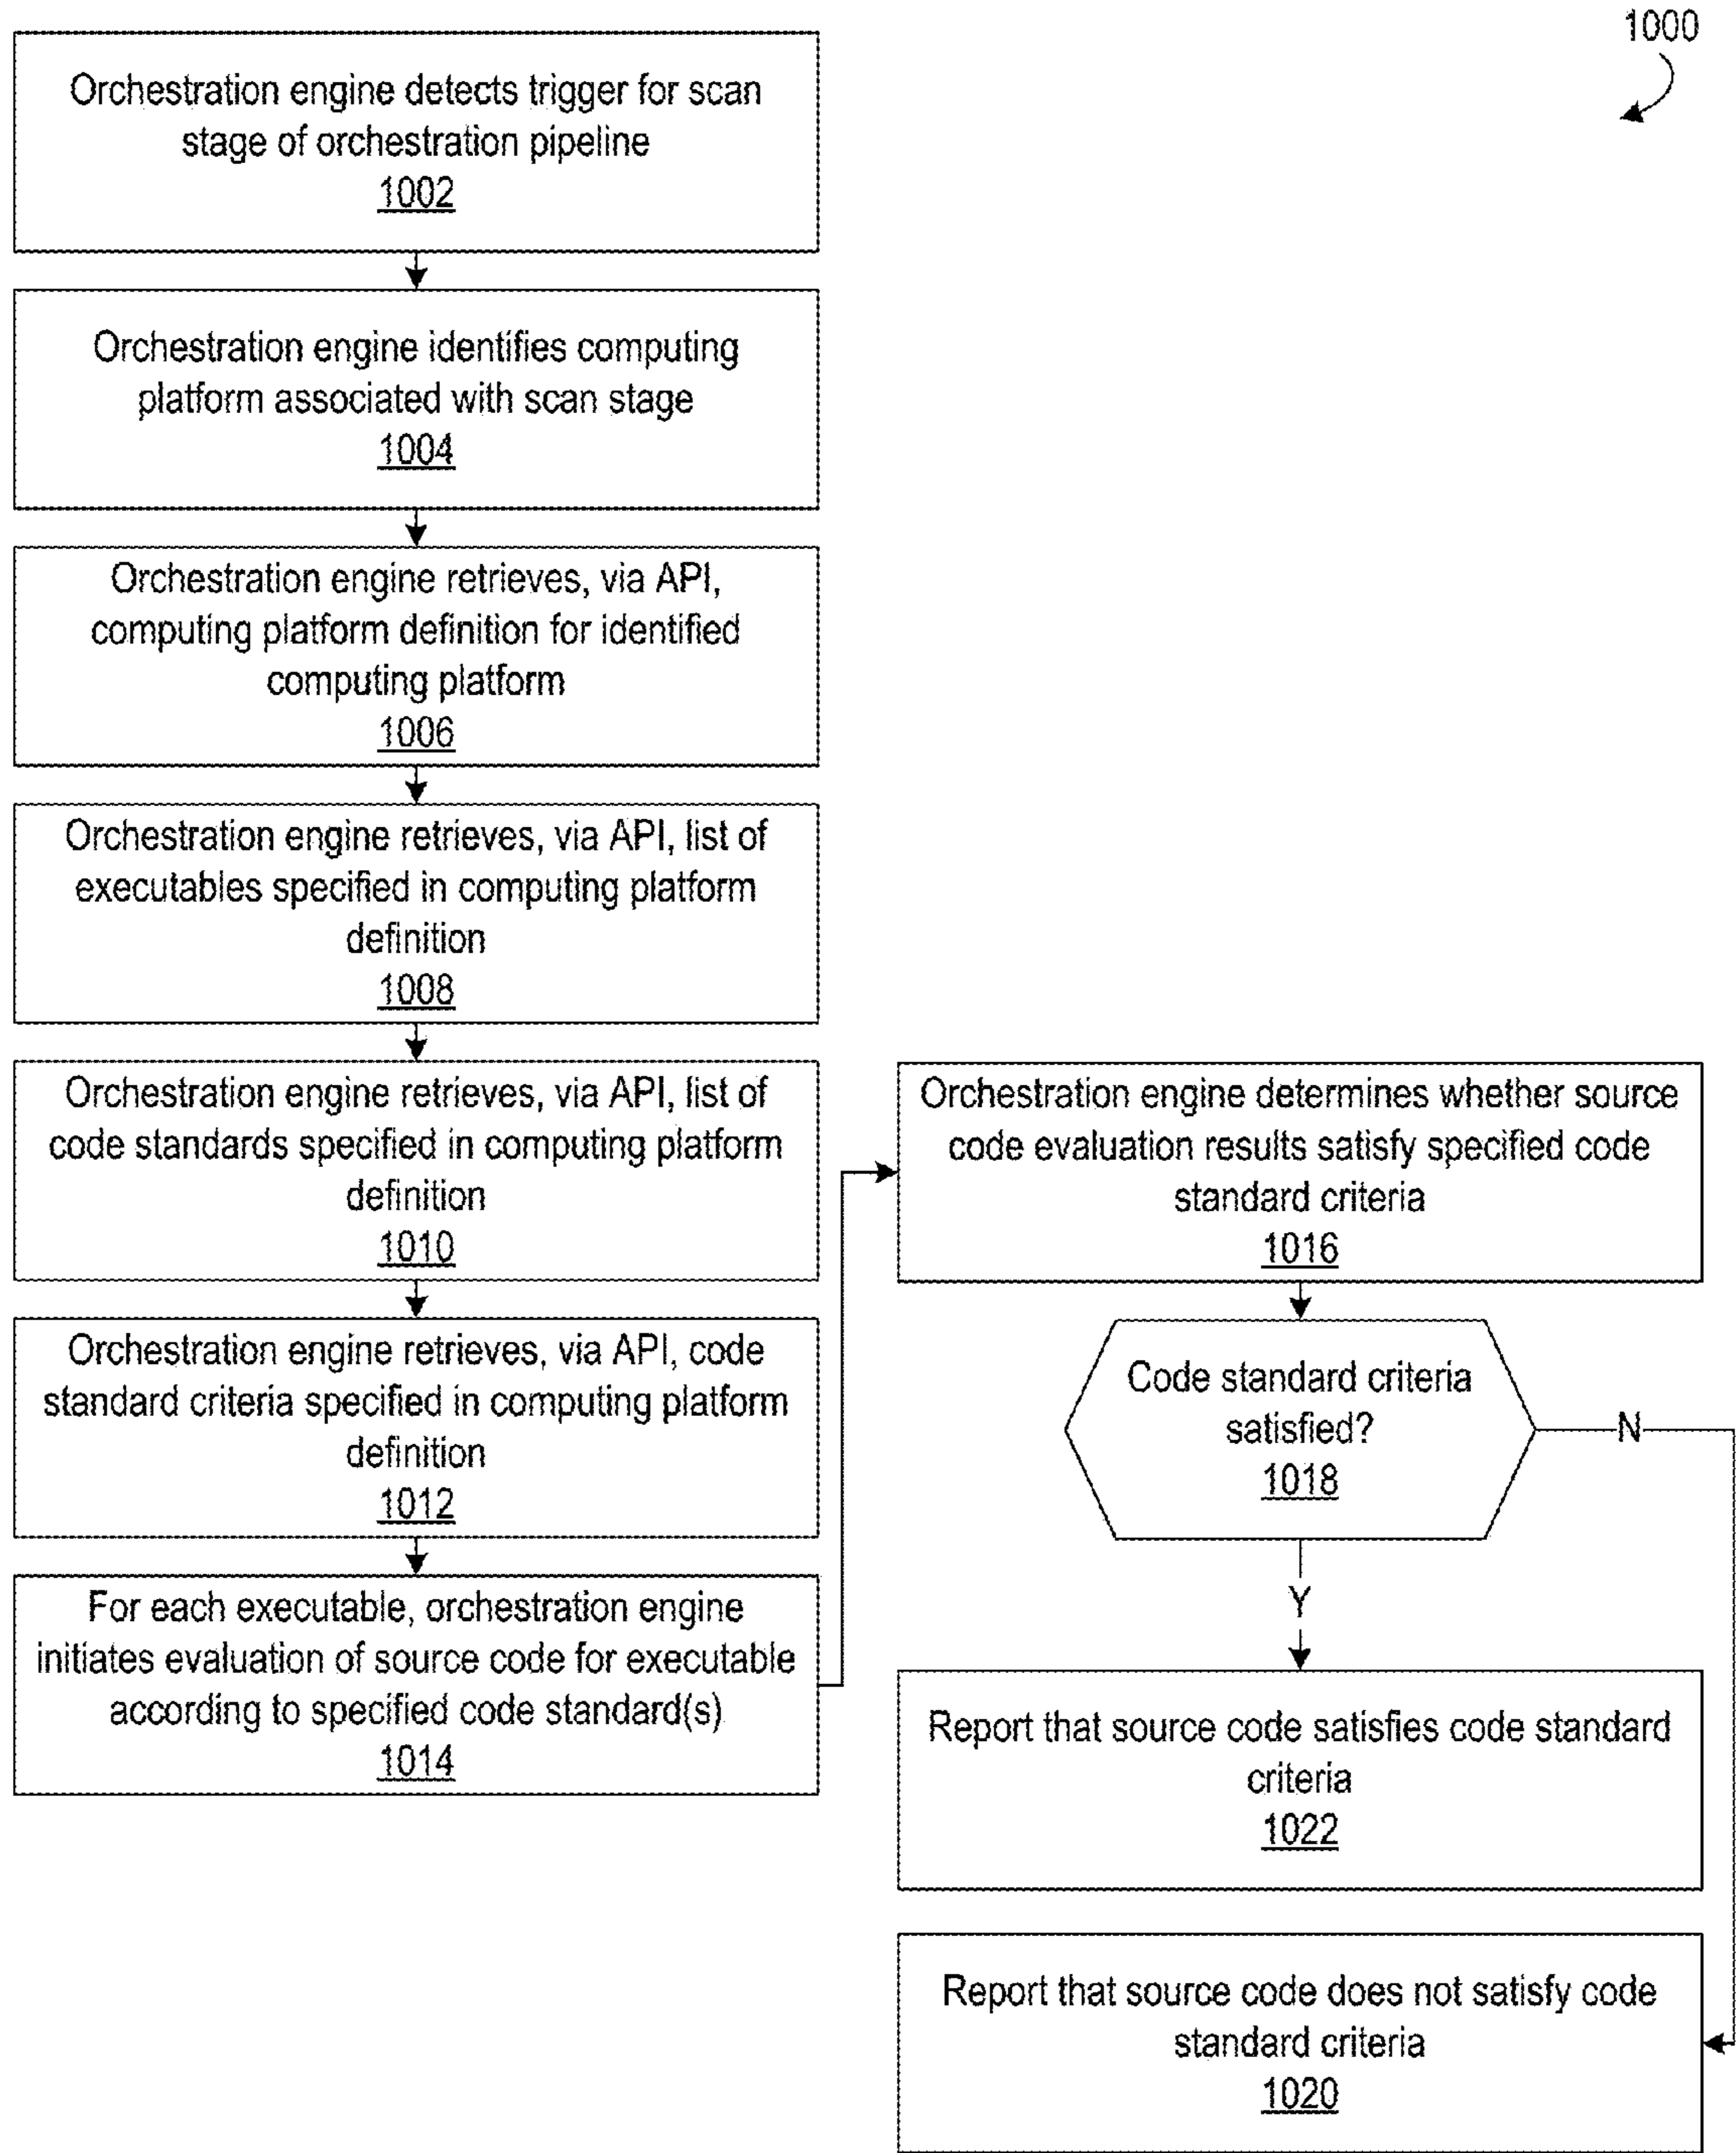 1000
Orchestration engine detects trigger for scan
stage of orchestration pipeline
1002
Orchestration engine identifies computing
platform associated with scan stage
1004
Orchestration engine retrieves, via API,
computing platform definition for identified
computing platform
1006
Orchestration engine retrieves, via API, list of
executables specified in computing platform
definition
1008
Orchestration engine retrieves, via API, list of
code standards specified in computing platform
definition
1010
Orchestration engine retrieves, via API, code
standard criteria specified in computing platform
definition
1012
For each executable, orchestration engine
initiates evaluation of source code for executable
according to specified code standard(s)
1014
Orchestration engine determines whether source
code evaluation results satisfy specified code
standard criteria
1016
Code standard criteria
satisfied?
1018
N
Y
Report that source code satisfies code standard
criteria
1022
Report that source code does not satisfy code
standard criteria
1020